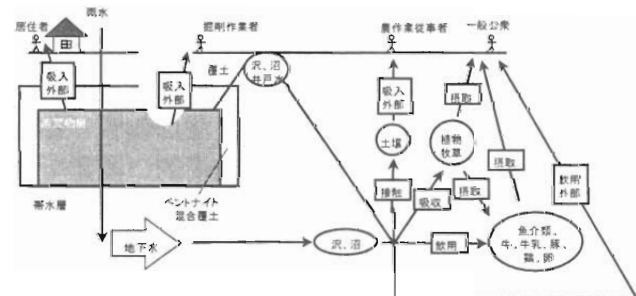 雨水
居住者
掘削作業者
農作業従事者
一般公衆
吸入
外部
吸入
外部
覆土
沢、沼
井戸水
吸入
外部
摂取
廃棄物層
土壌
植物
牧草
摂取
接触
吸収
摂取
飲用
外部
帯水層
ベントナイト
混合覆土
地下水
沢、沼
飲用
魚介類、
牛、牛乳、豚、
鶏、卵